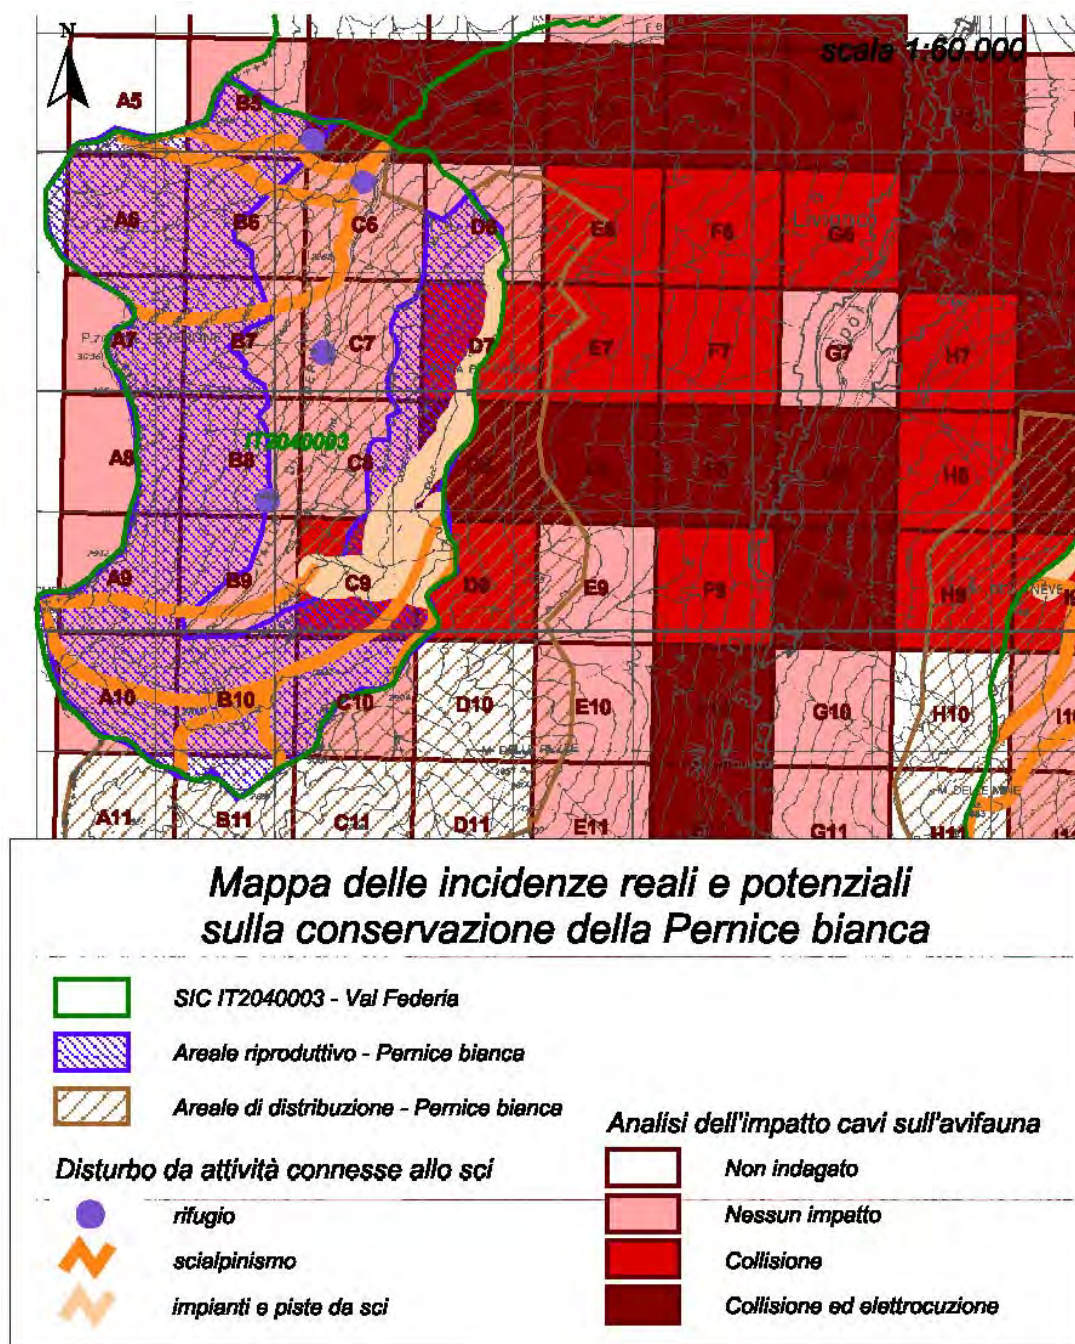 N
scala 1:60 000
A5
B5
A6
B6
C6
D6
E6
F6
Livigno
G6
A7
B7
C7
D7
E7
F7
G7
H7
IT2040003
A8
B8
C8
H8
A9
B9
C9
D9
E9
F9
H9
NEVE
A10
B10
C10
D10
E10
G10
H10
I10
M. DELLE MINE
A11
B11
C11
D11
E11
G11
H11
Mappa delle incidenze reali e potenziali
sulla conservazione della Pernice bianca
SIC IT2040003 - Val Federia
Areale riproduttivo - Pernice bianca
Areale di distribuzione - Pernice bianca
Disturbo da attività connesse allo sci
rifugio
scialpinismo
impianti e piste da sci
Analisi dell'impatto cavi sull'avifauna
Non indagato
Nessun impatto
Collisione
Collisione ed elettrocuzione